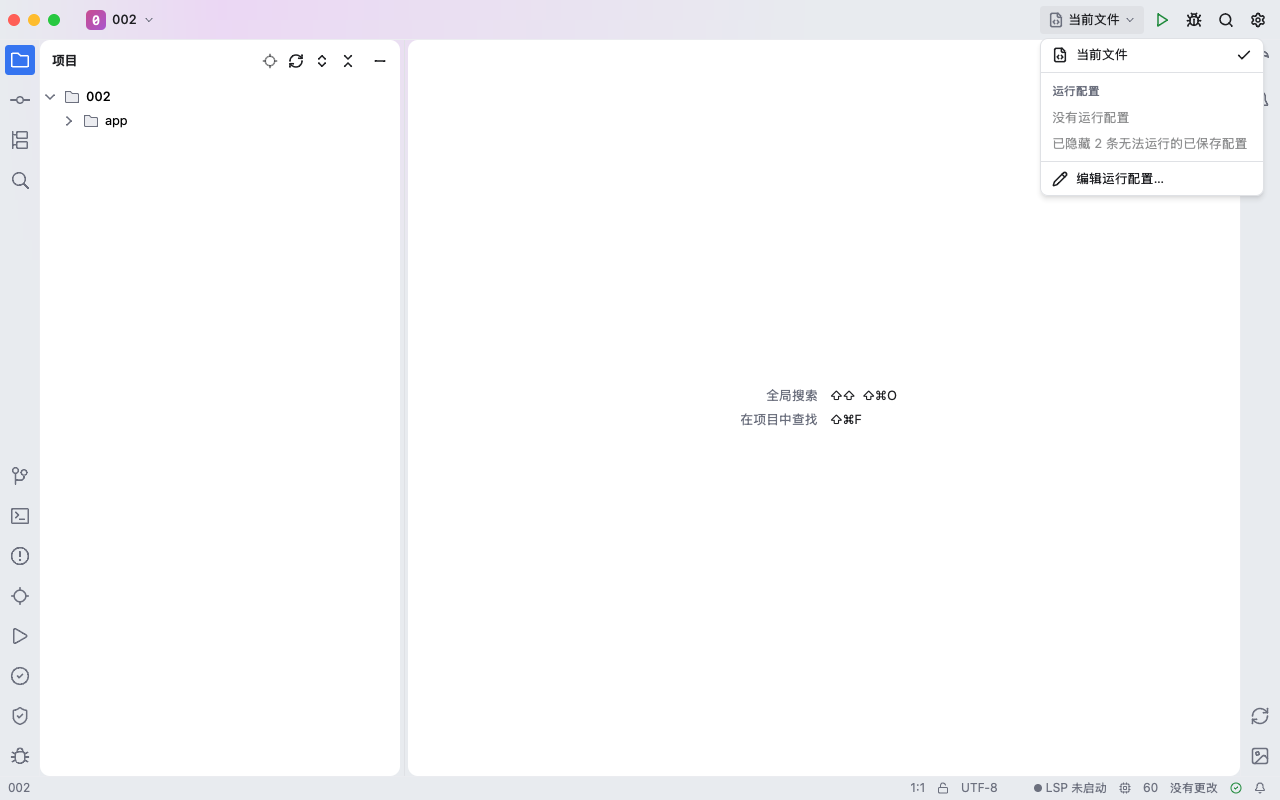 0 002
当前文件
项目
当前文件
运行配置
没有运行配置
已隐藏 2 条无法运行的已保存配置
编辑运行配置...
002
app
全局搜索 ⇧⇧ ⇧⌘O
在项目中查找 ⇧⌘F
002
1:1 UTF-8 LSP 未启动 60 没有更改